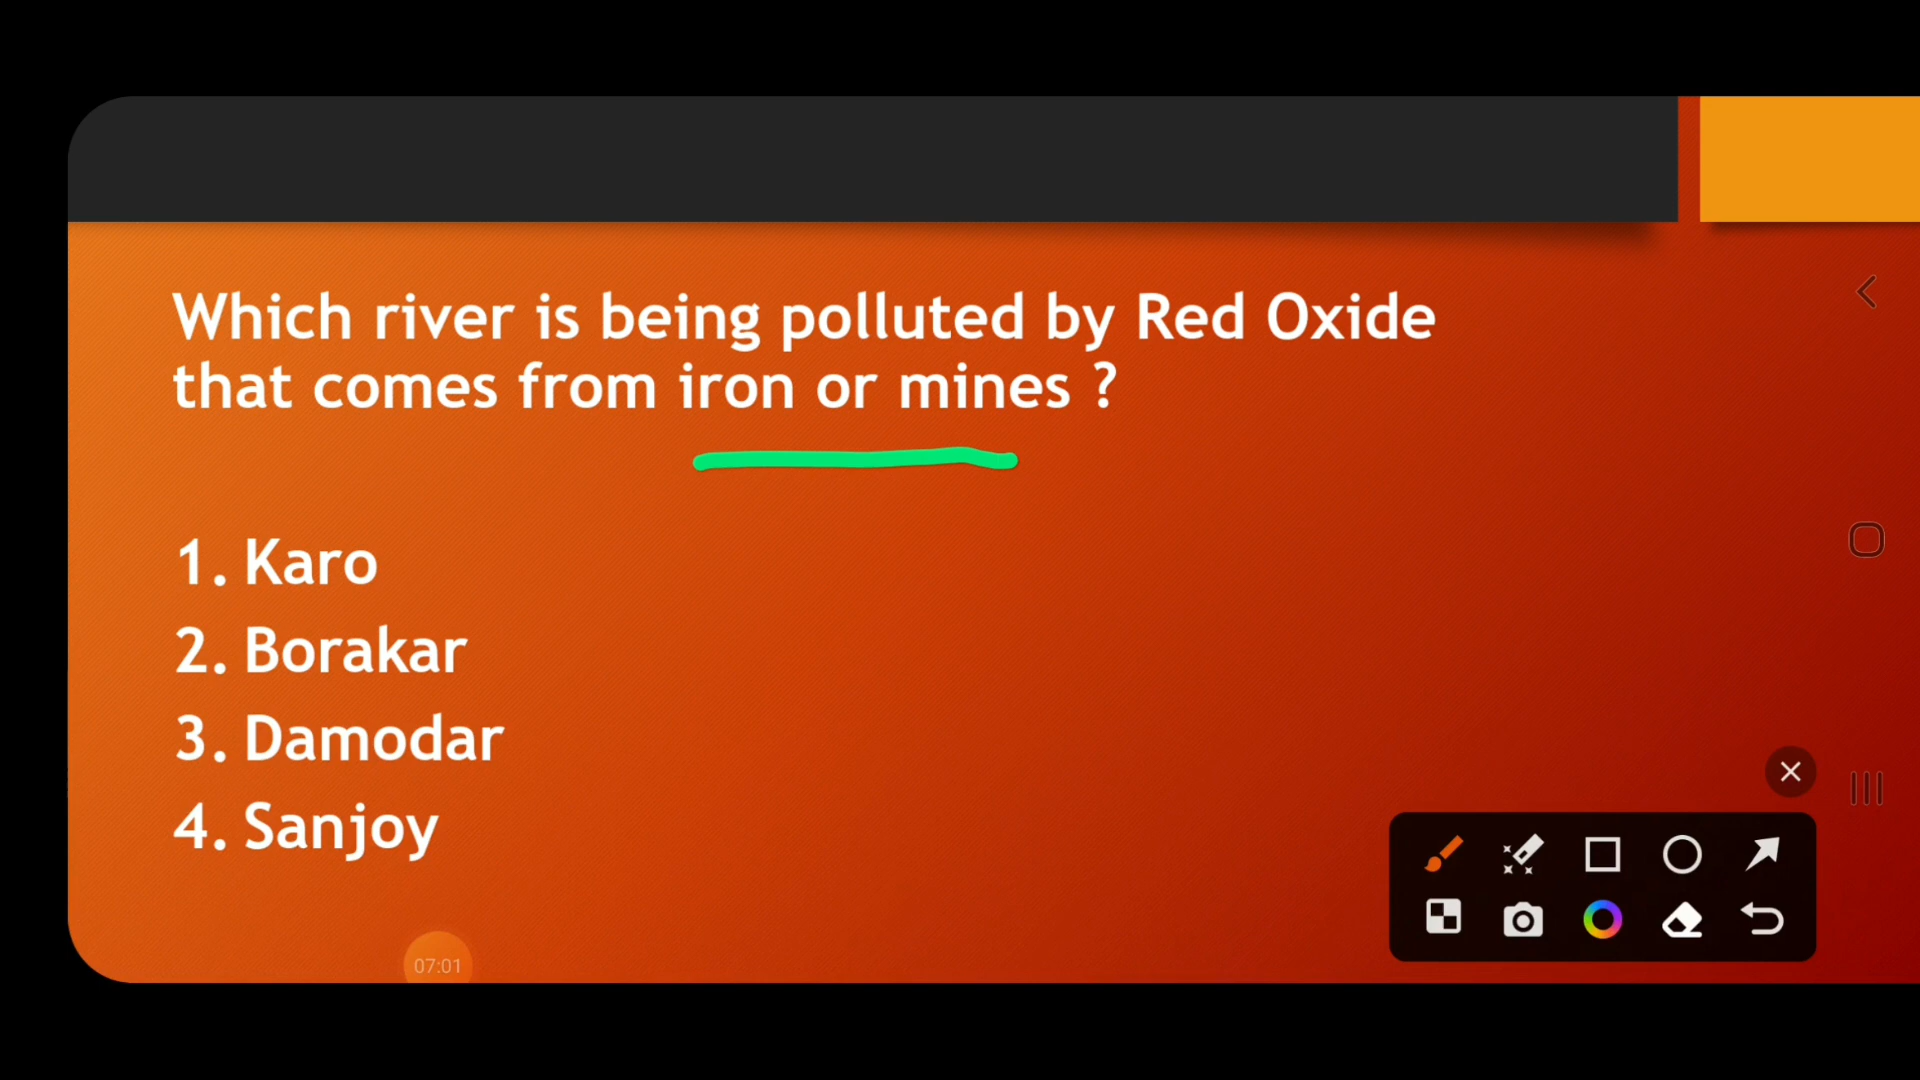 Which river is being polluted by Red Oxide
that comes from iron or mines ?
1. Karo
2. Borakar
3. Damodar
4. Sanjoy
07:01